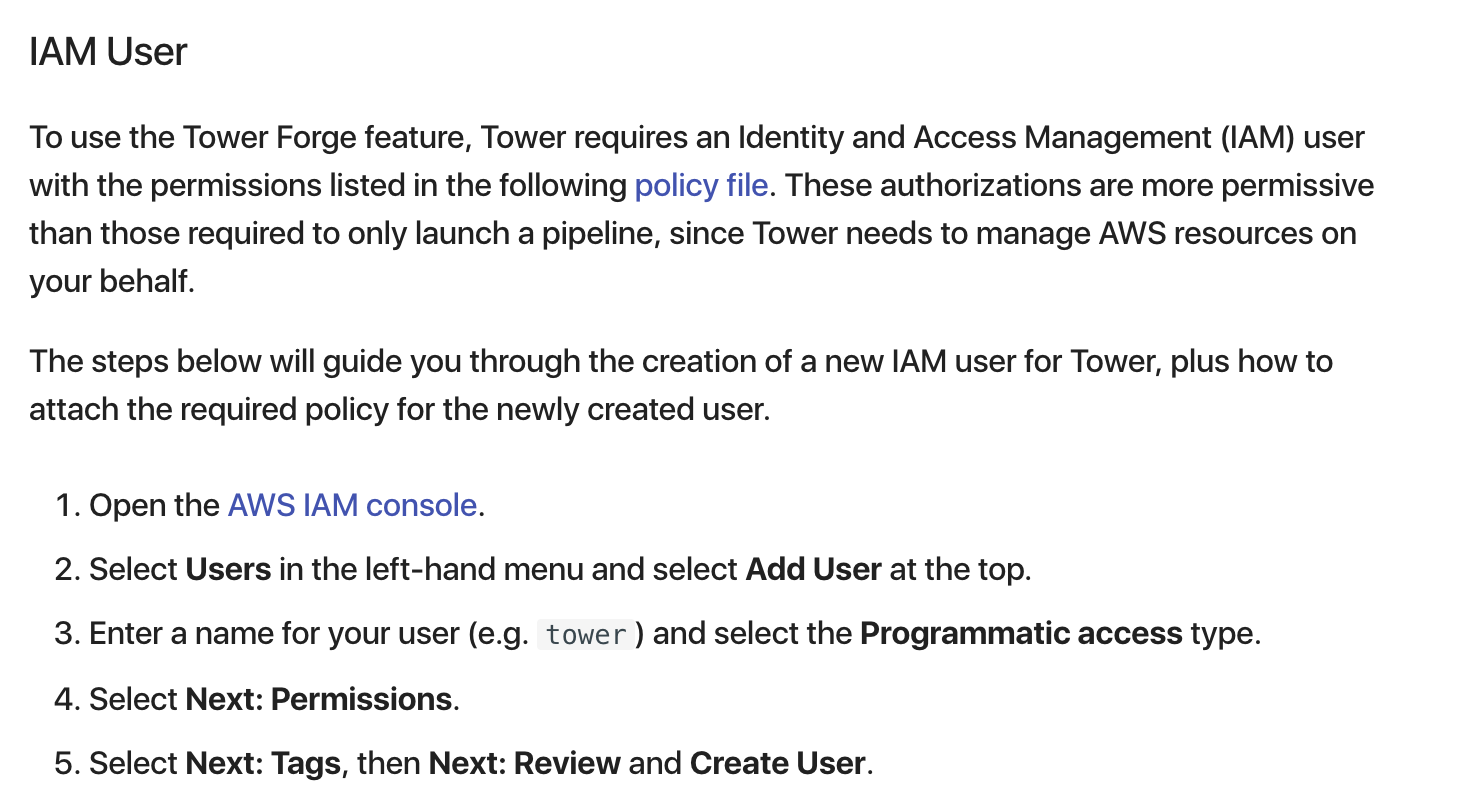 IAM User
To use the Tower Forge feature, Tower requires an Identity and Access Management (IAM) user
with the permissions listed in the following policy file. These authorizations are more permissive
than those required to only launch a pipeline, since Tower needs to manage AWS resources on
your behalf.
The steps below will guide you through the creation of a new IAM user for Tower, plus how to
attach the required policy for the newly created user.
1. Open the AWS IAM console.
2. Select Users in the left-hand menu and select Add User at the top.
3. Enter a name for your user (e.g. tower) and select the Programmatic access type.
4. Select Next: Permissions.
5. Select Next: Tags, then Next: Review and Create User.